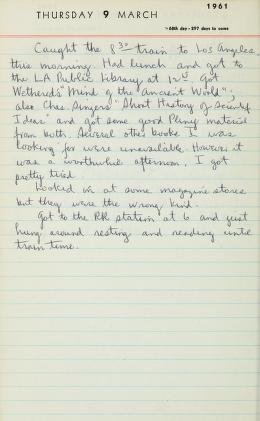 1961
THURSDAY 9 MARCH
68th day - 297 days to come
Caught the 8 30 train to Los Angeles
this morning. Had lunch and got to
the LA Public Library at 12 15. Got
Wethered's "Mind of the Ancient World";
also Chas. Singers "Short History of Scientif.
Ideas" and got some good Pliny material
from both. Several other books I was
looking for were unavailable. However it
was a worthwhile afternoon. I got
pretty tired.
Looked in at some magazine stores
but they were the wrong kind.
Got to the RR station at 6 and just
hung around resting and reading until
train time.